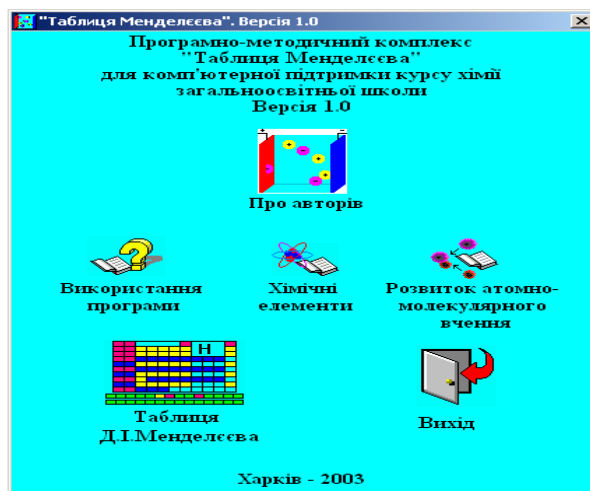 "Таблиця Менделєєва". Версія 1.0
Програмно-методичний комплекс
"Таблиця Менделєєва"
для комп'ютерної підтримки курсу хімії
загальноосвітньої школи
Версія 1.0
+ −
Про авторів
Використання
програми
Хімічні
елементи
Розвиток атомно-
молекулярного
вчення
H
Таблиця
Д.І.Менделєєва
Вихід
Харків - 2003